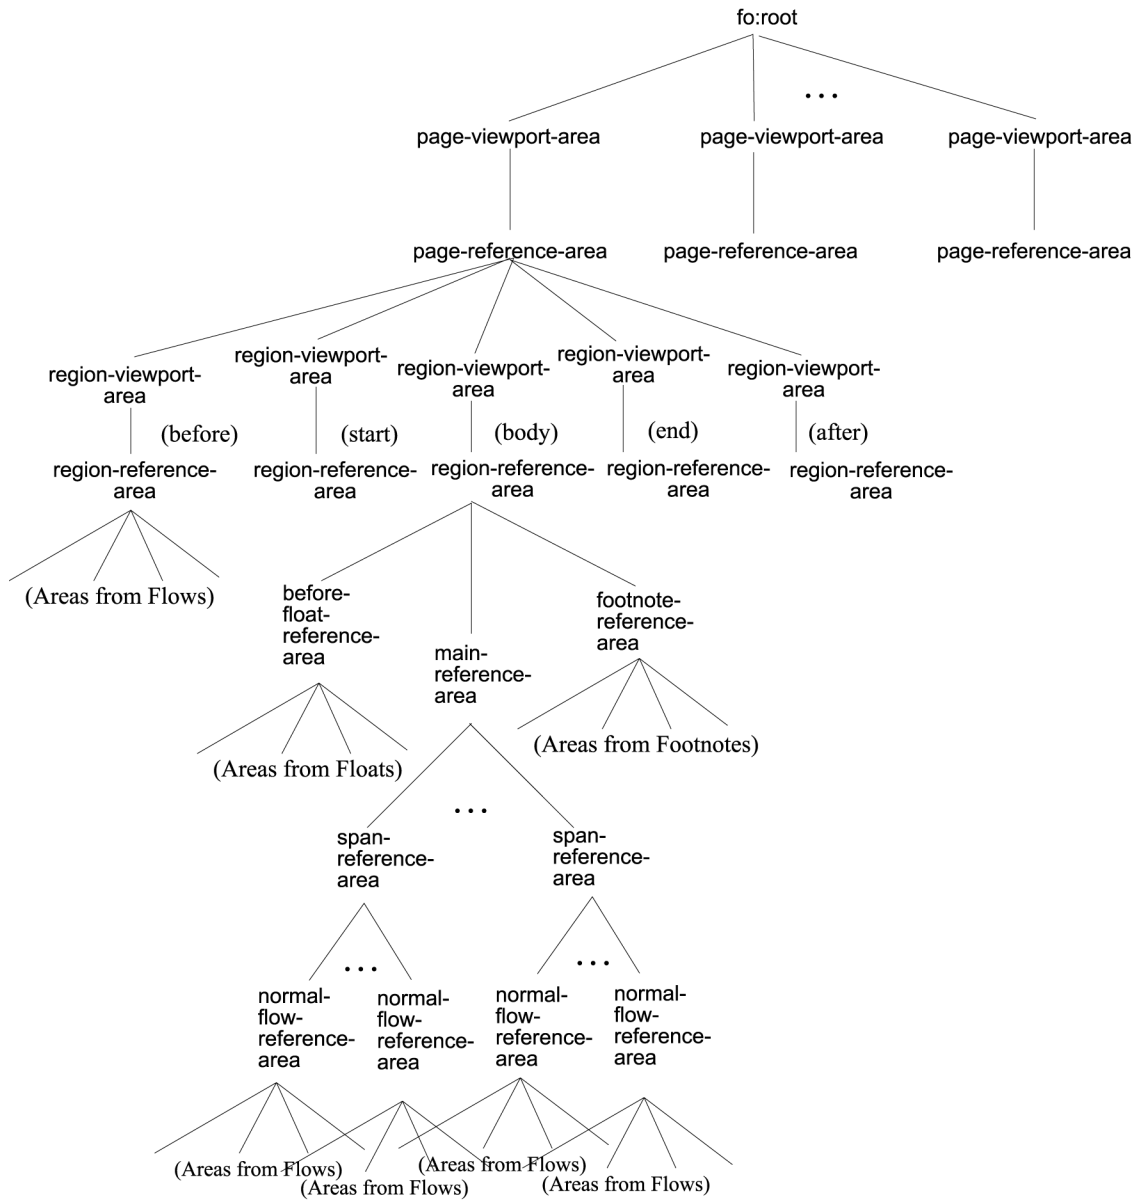 fo:root
. . .
page-viewport-area page-viewport-area page-viewport-area
page-reference-area page-reference-area page-reference-area
region-viewport-
area
region-viewport-
area
region-viewport-
area
region-viewport-
area
region-viewport-
area
(before) (start) (body) (end) (after)
region-reference-
area
region-reference-
area
region-reference-
area
region-reference-
area
region-reference-
area
(Areas from Flows)
before-
float-
reference-
area
main-
reference-
area
footnote-
reference-
area
(Areas from Floats)
(Areas from Footnotes)
. . .
span-
reference-
area
span-
reference-
area
. . .
. . .
normal-
flow-
reference-
area
normal-
flow-
reference-
area
normal-
flow-
reference-
area
normal-
flow-
reference-
area
(Areas from Flows)
(Areas from Flows)
(Areas from Flows)
(Areas from Flows)